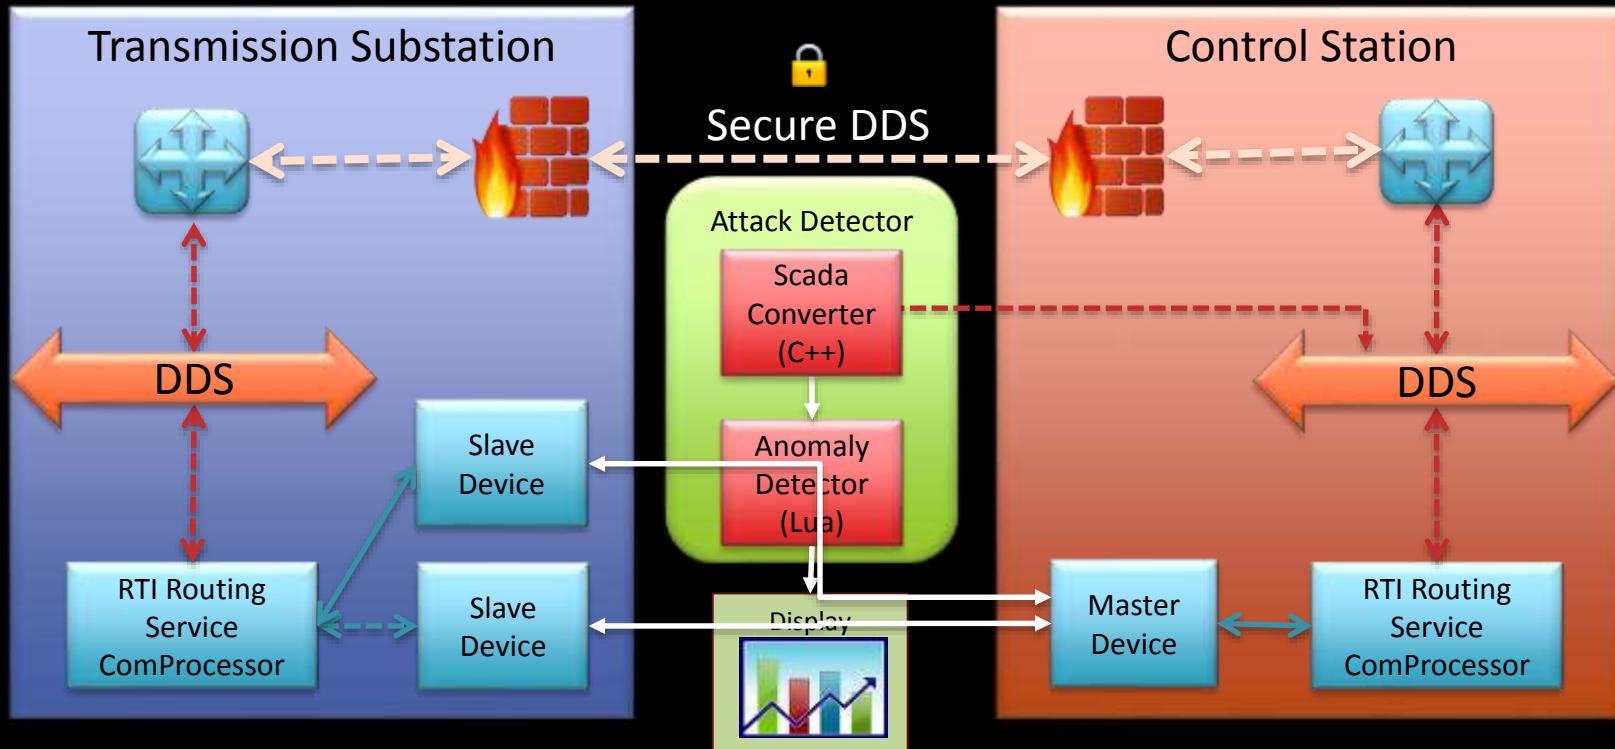 Transmission Substation
Secure DDS
Control Station
Attack Detector
Scada
Converter
(C++)
DDS
DDS
Slave
Device
Anomaly
Detector
(Lua)
RTI Routing
Service
ComProcessor
Slave
Device
Display
Master
Device
RTI Routing
Service
ComProcessor